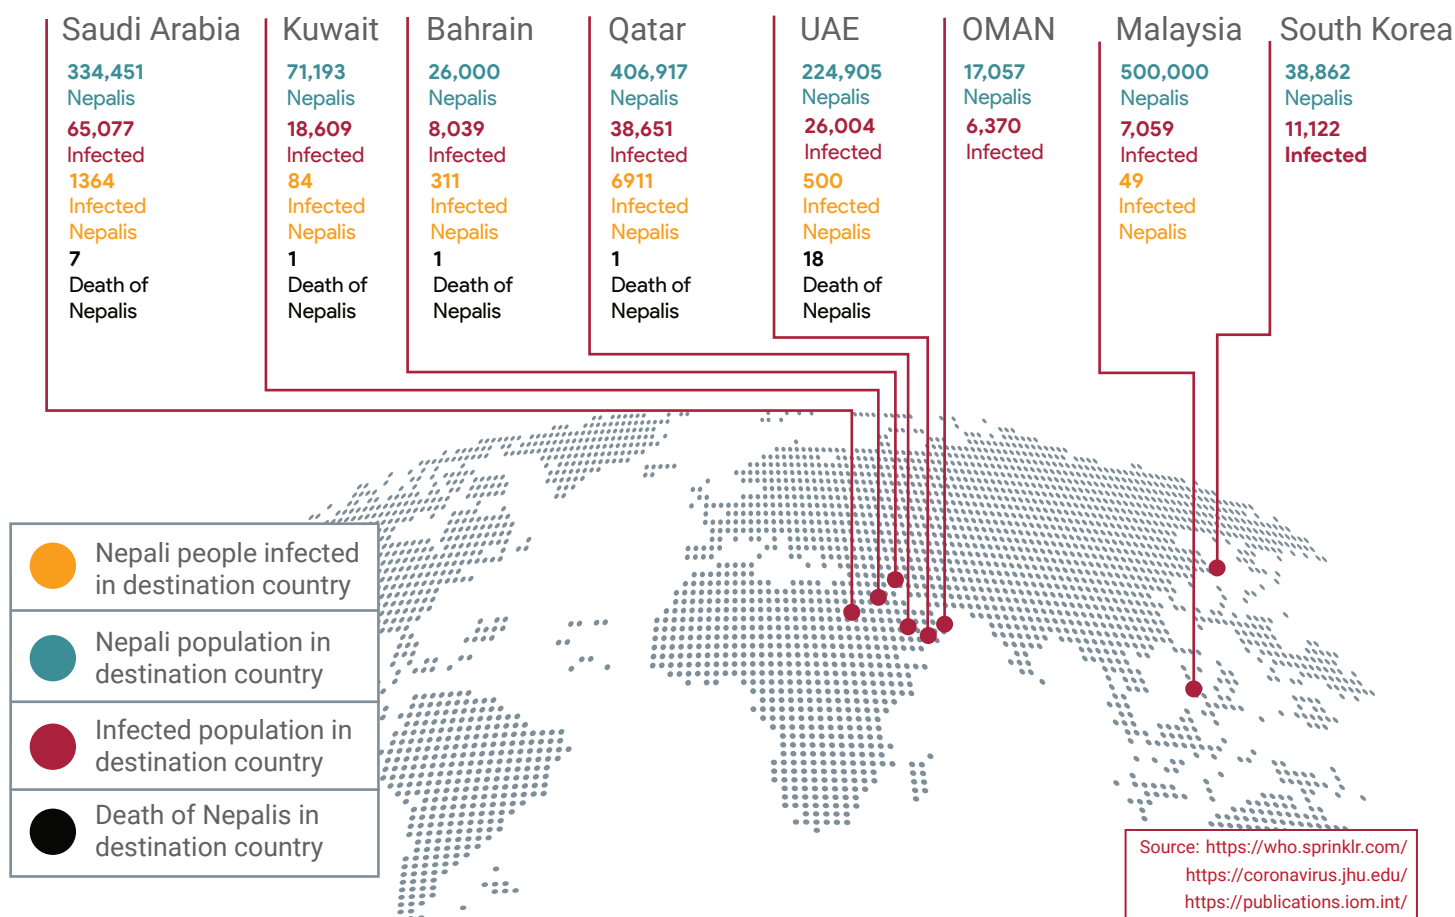 Saudi Arabia
334,451
Nepalis
65,077
Infected
1364
Infected
Nepalis
7
Death of
Nepalis
Kuwait
71,193
Nepalis
18,609
Infected
84
Infected
Nepalis
1
Death of
Nepalis
Bahrain
26,000
Nepalis
8,039
Infected
311
Infected
Nepalis
1
Death of
Nepalis
Qatar
406,917
Nepalis
38,651
Infected
6911
Infected
Nepalis
1
Death of
Nepalis
UAE
224,905
Nepalis
26,004
Infected
500
Infected
Nepalis
18
Death of
Nepalis
OMAN
17,057
Nepalis
6,370
Infected
Malaysia
500,000
Nepalis
7,059
Infected
49
Infected
Nepalis
South Korea
38,862
Nepalis
11,122
Infected
Nepali people infected
in destination country
Nepali population in
destination country
Infected population in
destination country
Death of Nepalis in
destination country
Source: https://who.sprinklr.com/
https://coronavirus.jhu.edu/
https://publications.iom.int/